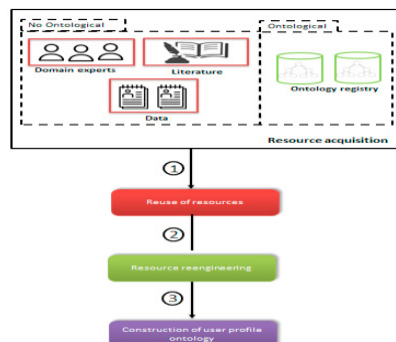 No Ontological
Ontological
Domain experts
Literature
Data
Ontology registry
Resource acquisition
1
Reuse of resources
2
Resource reengineering
3
Construction of user profile
ontology